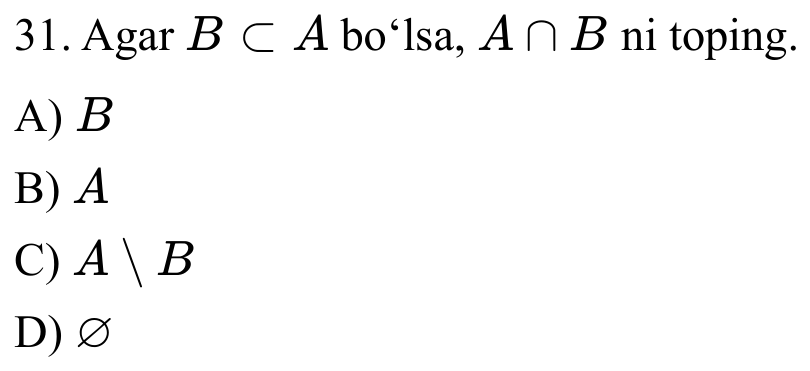 31. Agar B ⊂ A bo‘lsa, A ∩ B ni toping.
A) B
B) A
C) A \ B
D) ∅